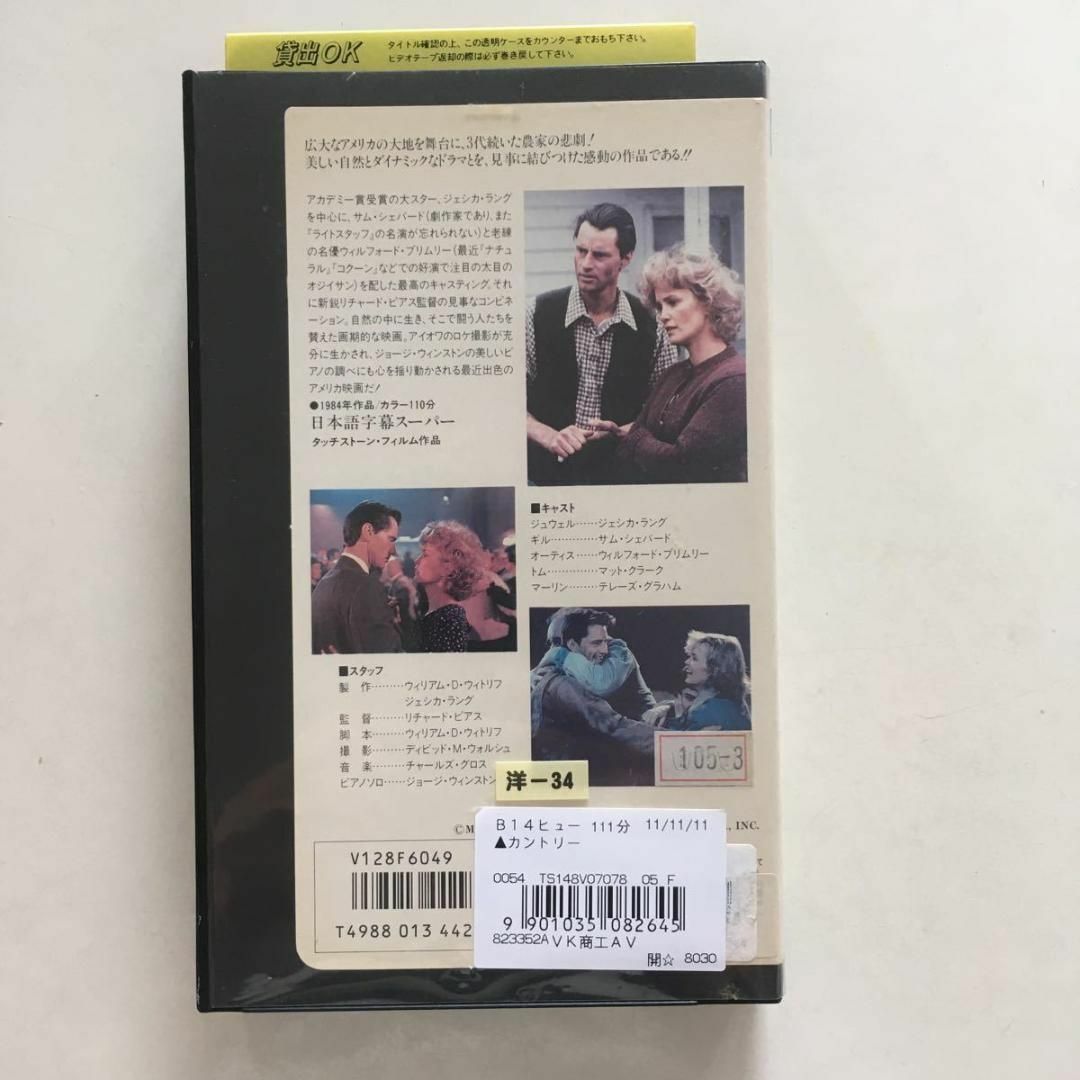 貸出OK
タイトル確認の上、この透明ケースをカウンターまでおもち下さい。
ビデオテープ返却の際は必ず巻き戻して下さい。
広大なアメリカの大地を舞台に、3代続いた農家の悲劇!
美しい自然とダイナミックなドラマとを、見事に結びつけた感動の作品である!!
アカデミー賞受賞の大スター、ジェシカ・ラング
を中心に、サム・シェパード(劇作家であり、また
『ライトスタッフ』の名演が忘れられない)と老練
の名優ウィルフォード・ブリムリー(最近『ナチュ
ラル』『コクーン』などでの好演で注目の太目の
オジイサン)を配した最高のキャスティング。それ
に新鋭リチャード・ピアス監督の見事なコンビネ
ーション。自然の中に生き、そこで闘う人たちを
賛えた画期的な映画。アイオワのロケ撮影が充
分に生かされ、ジョージ・ウィンストンの美しいピ
アノの調べにも心を揺り動かされる最近出色の
アメリカ映画だ!
●1984年作品/カラー110分
日本語字幕スーパー
タッチストーン・フィルム作品
■キャスト
ジュウェル……ジェシカ・ラング
ギル…………サム・シェパード
オーティス……ウィルフォード・ブリムリー
トム…………マット・クラーク
マーリン………テレーズ・グラハム
■スタッフ
製 作………ウィリアム・D・ウィトリフ
ジェシカ・ラング
監 督………リチャード・ピアス
脚 本………ウィリアム・D・ウィトリフ
撮 影………デイビッド・M・ウォルシュ
音 楽………チャールズ・グロス
ピアノソロ……ジョージ・ウィンストン
105-3
洋-34
©M
, INC.
B14ヒュー 111分 11/11/11
▲カントリー
0054 TS148V07078 05 F
9 901035 082645
823352A VK商工AV
開☆ 8030
V128F6049
T4988 013 442